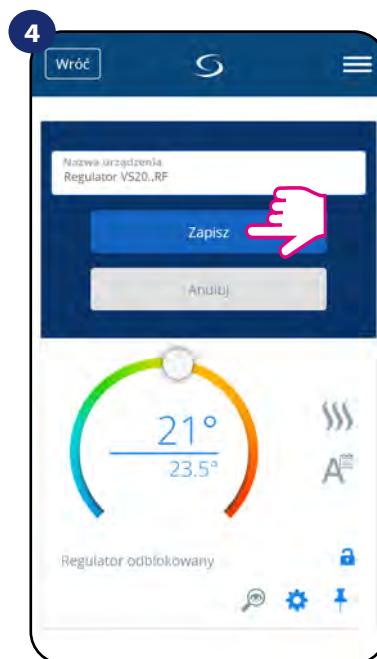 4
Wróć
Nazwa urządzenia
Regulator VS20..RF
Zapisz
Anuluj
21°
23.5°
A
Regulator odblokowany